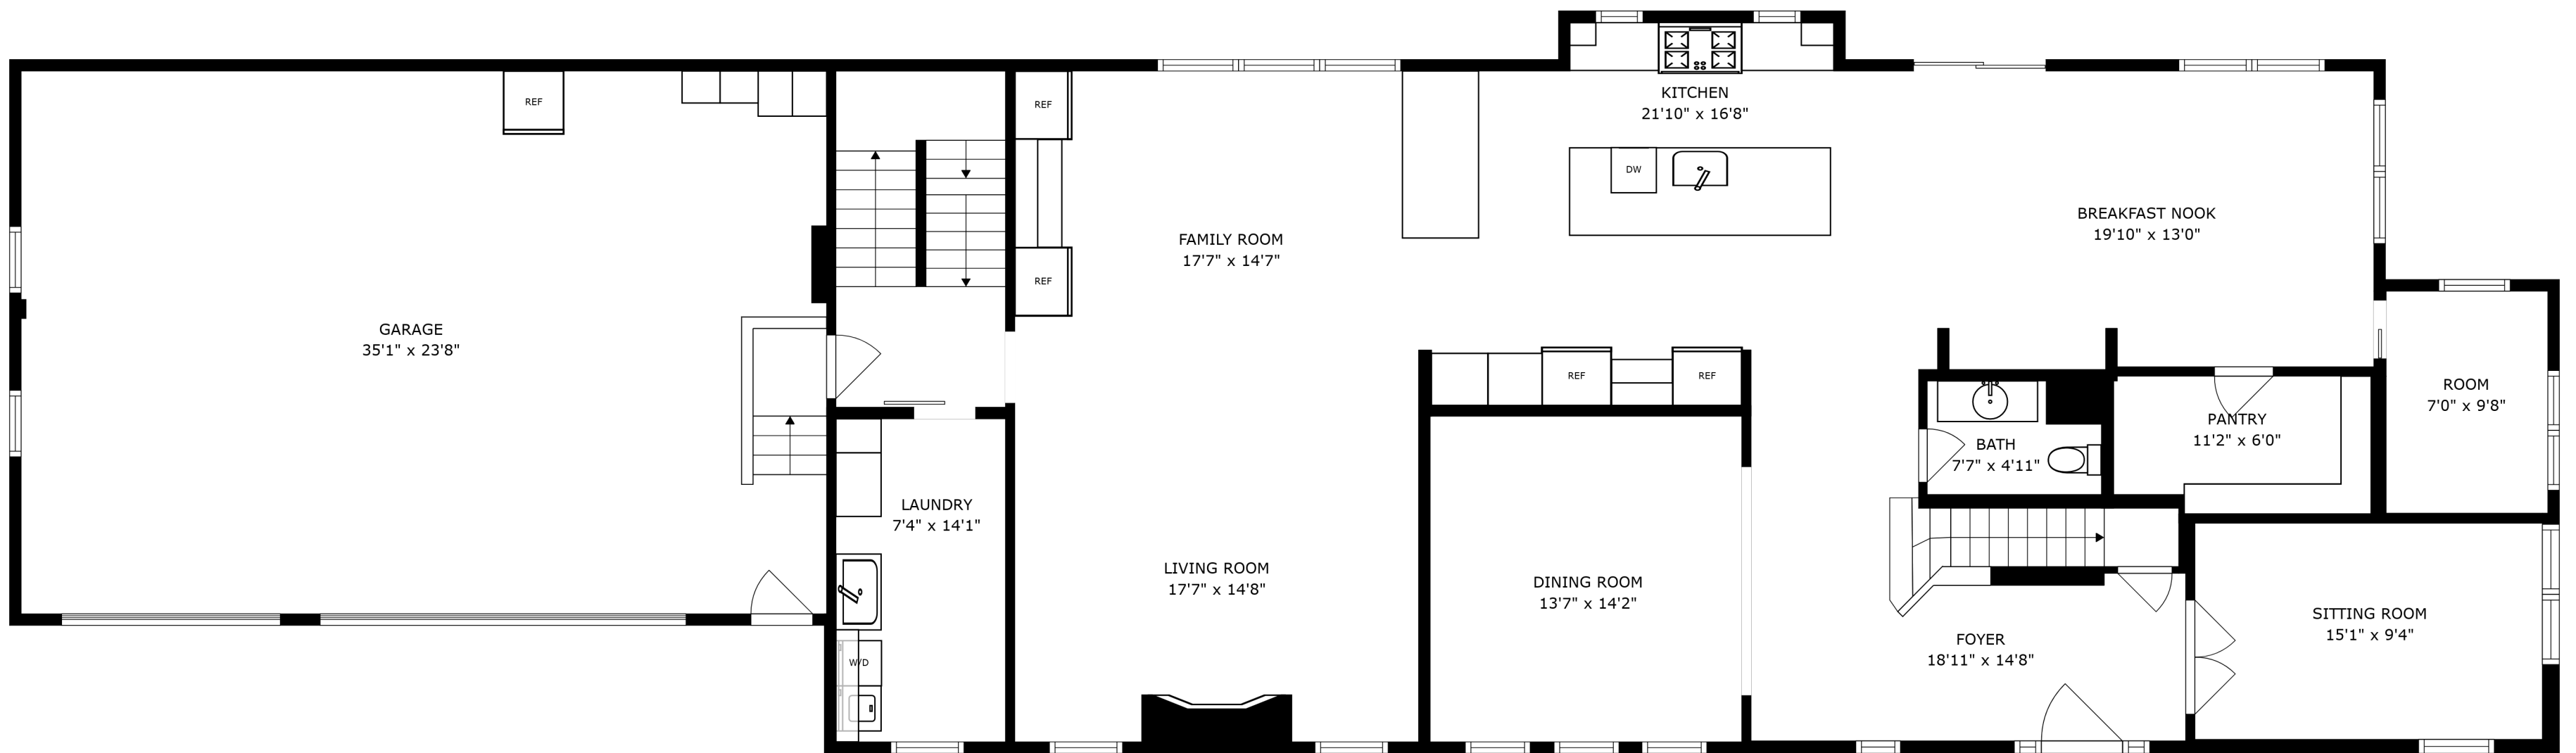 REF
REF
KITCHEN
21'10" x 16'8"
DW
FAMILY ROOM
17'7" x 14'7"
BREAKFAST NOOK
19'10" x 13'0"
REF
GARAGE
35'1" x 23'8"
REF
REF
ROOM
7'0" x 9'8"
PANTRY
11'2" x 6'0"
BATH
7'7" x 4'11"
LAUNDRY
7'4" x 14'1"
LIVING ROOM
17'7" x 14'8"
DINING ROOM
13'7" x 14'2"
SITTING ROOM
15'1" x 9'4"
FOYER
18'11" x 14'8"
W/D